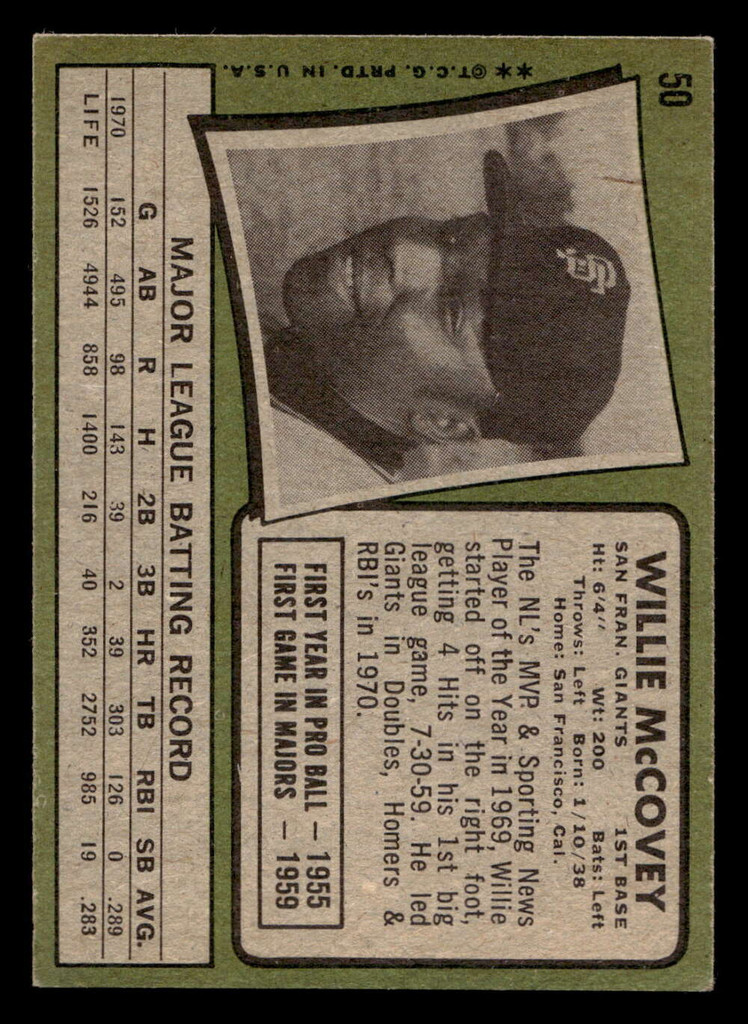 50
WILLIE McCOVEY
SAN FRAN. GIANTS 1ST BASE
Ht: 6'4" Wt: 200 Bats: Left
Throws: Left Born: 1/10/38
Home: San Francisco, Cal.
The NL's MVP & Sporting News
Player of the Year in 1969, Willie
started off on the right foot,
getting 4 Hits in his 1st big
league game, 7-30-59. He led
Giants in Doubles, Homers &
RBI's in 1970.
FIRST YEAR IN PRO BALL — 1955
FIRST GAME IN MAJORS — 1959
SF
MAJOR LEAGUE BATTING RECORD
G AB R H 2B 3B HR TB RBI SB AVG.
1970 152 495 98 143 39 2 39 303 126 0 .289
LIFE 1526 4944 858 1400 216 40 352 2752 985 19 .283
**©T.C.G. PRTD. IN U.S.A.